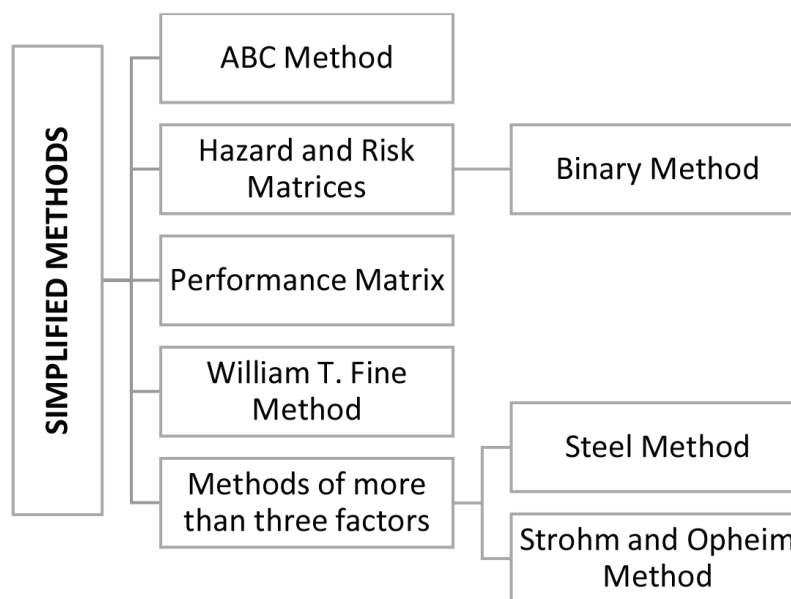 SIMPLIFIED METHODS
ABC Method
Hazard and Risk
Matrices
Binary Method
Performance Matrix
William T. Fine
Method
Methods of more
than three factors
Steel Method
Strohm and Opheim
Method